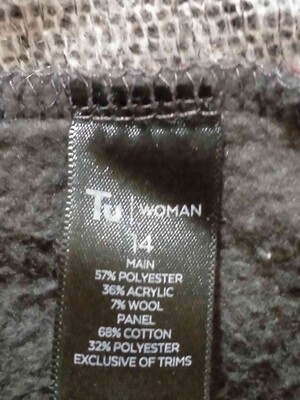 Tu | WOMAN
14
MAIN
57% POLYESTER
36% ACRYLIC
7% WOOL
PANEL
68% COTTON
32% POLYESTER
EXCLUSIVE OF TRIMS